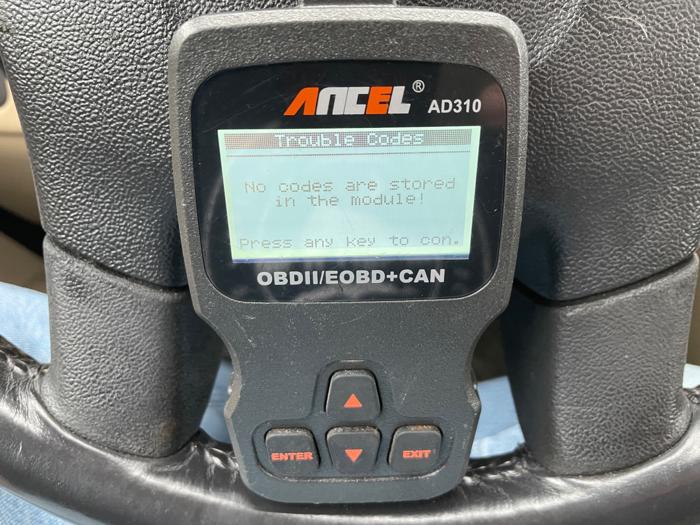 ANCEL® AD310
Trouble Codes
No codes are stored
in the module!
Press any key to con.
OBDII/EOBD+CAN
▲
ENTER ▼ EXIT